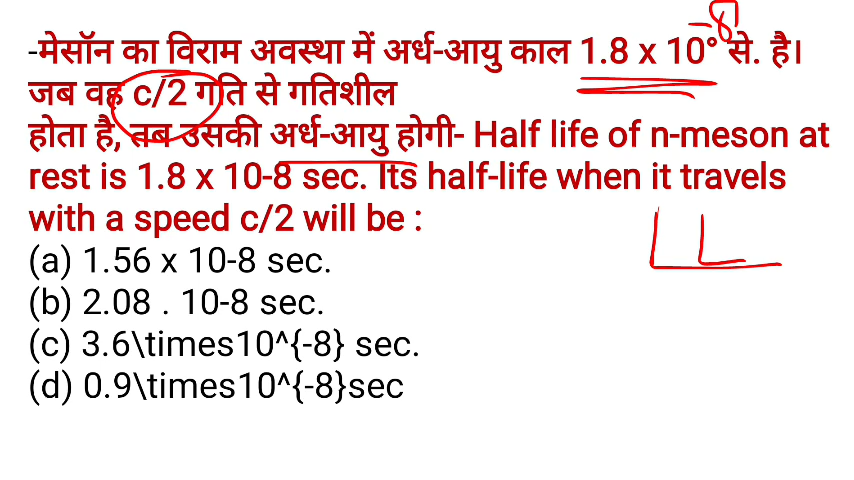 -8
-मेसॉन का विराम अवस्था में अर्ध-आयु काल 1.8 x 10° से. है।
जब वह c/2 गति से गतिशील
होता है, तब उसकी अर्ध-आयु होगी- Half life of n-meson at
rest is 1.8 x 10-8 sec. Its half-life when it travels
with a speed c/2 will be :
(a) 1.56 x 10-8 sec.
(b) 2.08 . 10-8 sec.
(c) 3.6\times10^{-8} sec.
(d) 0.9\times10^{-8}sec